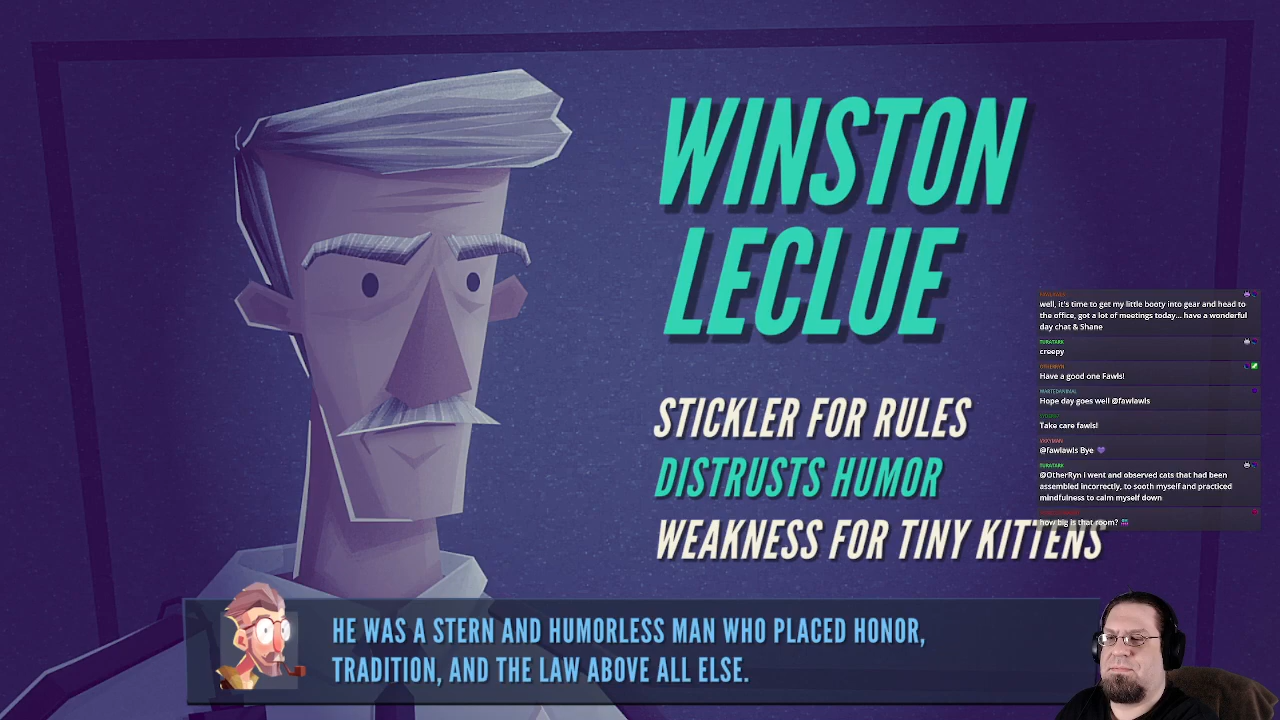 WINSTON
LECLUE
STICKLER FOR RULES
DISTRUSTS HUMOR
WEAKNESS FOR TINY KITTENS
HE WAS A STERN AND HUMORLESS MAN WHO PLACED HONOR,
TRADITION, AND THE LAW ABOVE ALL ELSE.
well, it's time to get my little booty into gear and head to
the office, got a lot of meetings today... have a wonderful
day chat & Shane
TURATARK
creepy
OTHERRYN
Have a good one Fawls!
Hope day goes well @fawlawls
Take care fawls!
@fawlawls Bye
TURATARK
@OtherRyn i went and observed cats that had been
assembled incorrectly, to sooth myself and practiced
mindfulness to calm myself down
how big is that room?